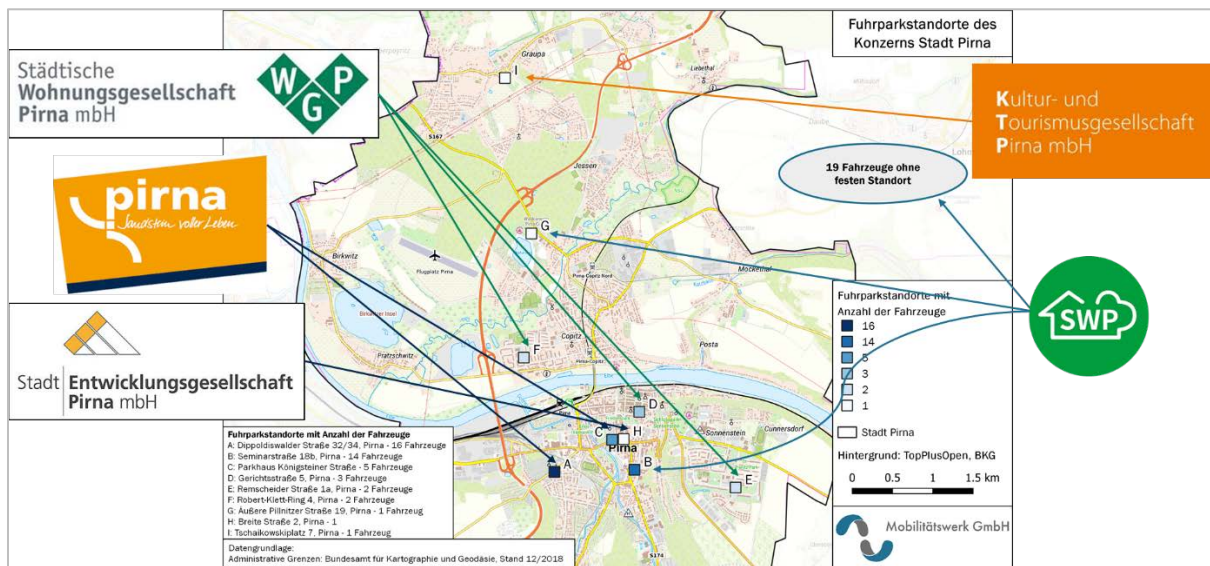 Städtische
Wohnungsgesellschaft
Pirna mbH
W
P
G
pirna
Sandstein voller Leben
Stadt Entwicklungsgesellschaft
Pirna mbH
Fuhrparkstandorte des
Konzerns Stadt Pirna
Kultur- und
Tourismusgesellschaft
Pirna mbH
19 Fahrzeuge ohne
festen Standort
SWP
Graupa
Liebethal
I
S167
Jessen
G
Birkwitz
Flugplatz Pirna
Pirna-Copitz Nord
Mockethal
Copitz
F
Pratzschwitz
Posta
D
Sonnenstein
Cunnersdorf
C
H
Pirna
A
B
E
S174
Fuhrparkstandorte mit
Anzahl der Fahrzeuge
16
14
5
3
2
1
Stadt Pirna
Hintergrund: TopPlusOpen, BKG
0 0.5 1 1.5 km
Mobilitätswerk GmbH
Fuhrparkstandorte mit Anzahl der Fahrzeuge
A: Dippoldiswalder Straße 32/34, Pirna - 16 Fahrzeuge
B: Seminarstraße 18b, Pirna - 14 Fahrzeuge
C: Parkhaus Königsteiner Straße - 5 Fahrzeuge
D: Gerichtsstraße 5, Pirna - 3 Fahrzeuge
E: Remscheider Straße 1a, Pirna - 2 Fahrzeuge
F: Robert-Klett-Ring 4, Pirna - 2 Fahrzeuge
G: Äußere Pillnitzer Straße 19, Pirna - 1 Fahrzeug
H: Breite Straße 2, Pirna - 1
I: Tschaikowskiplatz 7, Pirna - 1 Fahrzeug
Datengrundlage:
Administrative Grenzen: Bundesamt für Kartographie und Geodäsie, Stand 12/2018